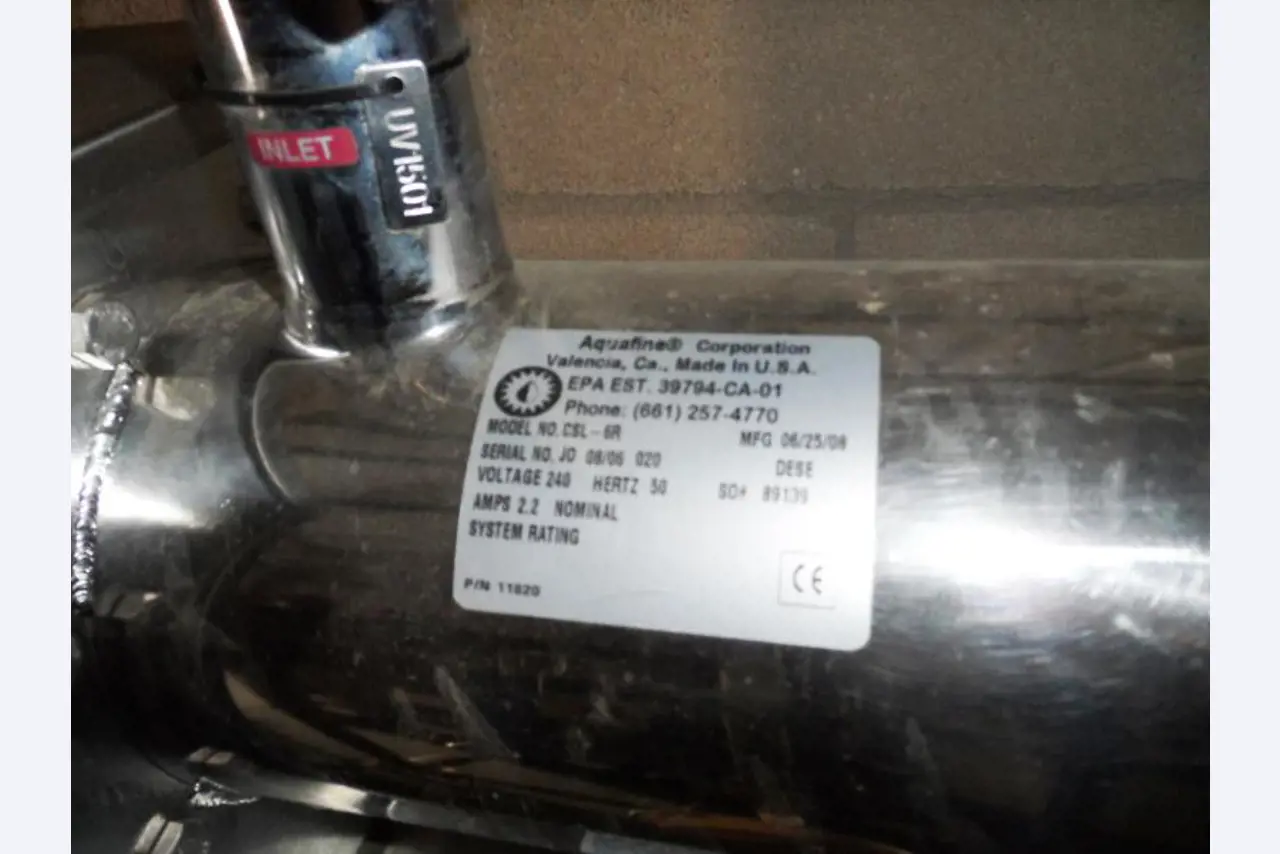 INLET
UV1501
Aquafine® Corporation
Valencia, Ca., Made In U.S.A.
EPA EST. 39794-CA-01
Phone: (661) 257-4770
MODEL NO. CSL-6R MFG 06/25/08
SERIAL NO. JO 08/06 020
DESE
VOLTAGE 240 HERTZ 50 SO# 89139
AMPS 2.2 NOMINAL
SYSTEM RATING
P/N 11820
CE